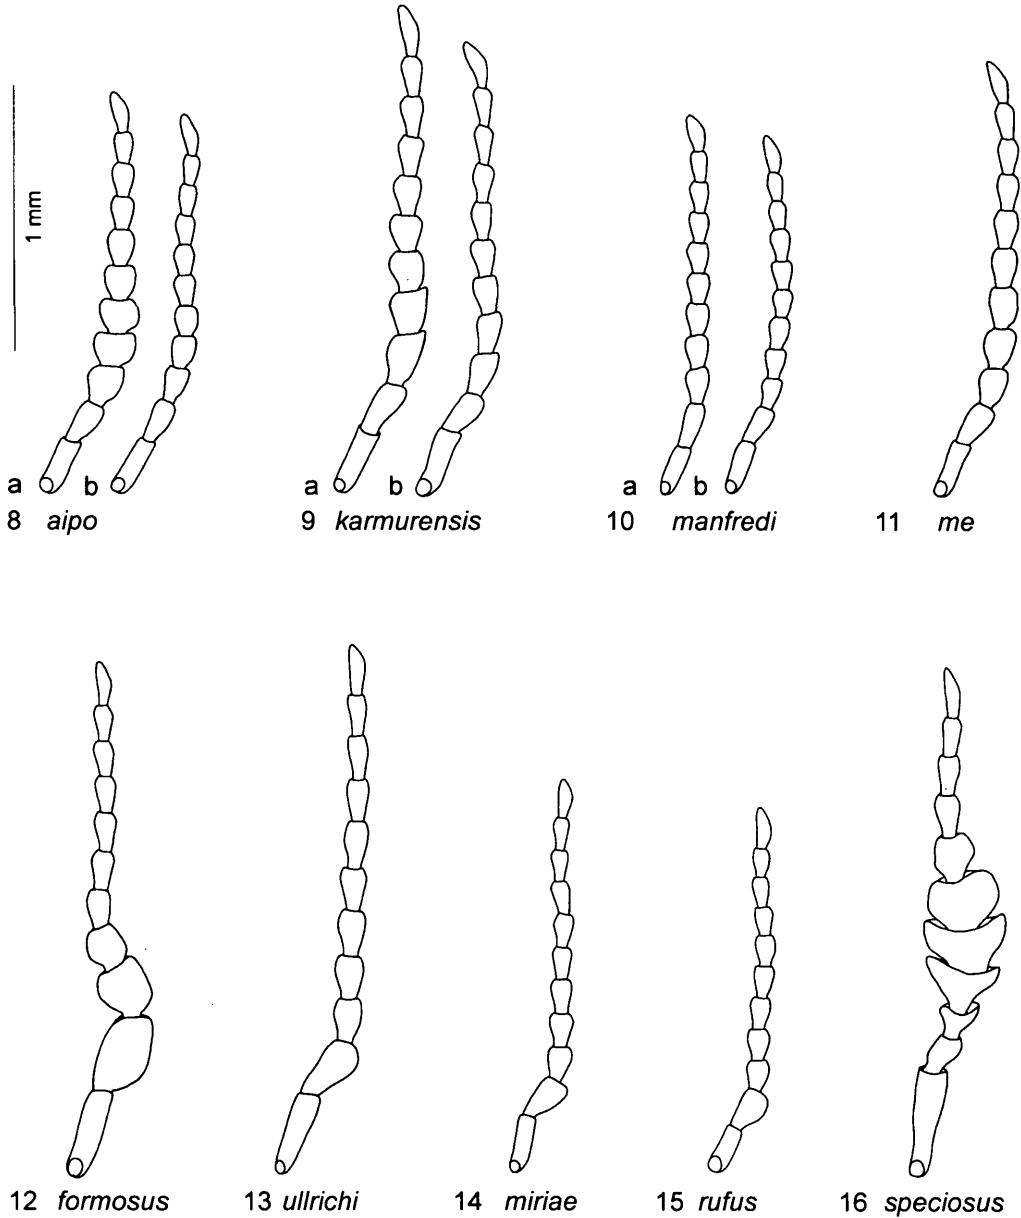 1 mm
a b a b a b
8 aipo 9 karmurensis 10 manfredi 11 me
12 formosus 13 ullrichi 14 miriae 15 rufus 16 speciosus